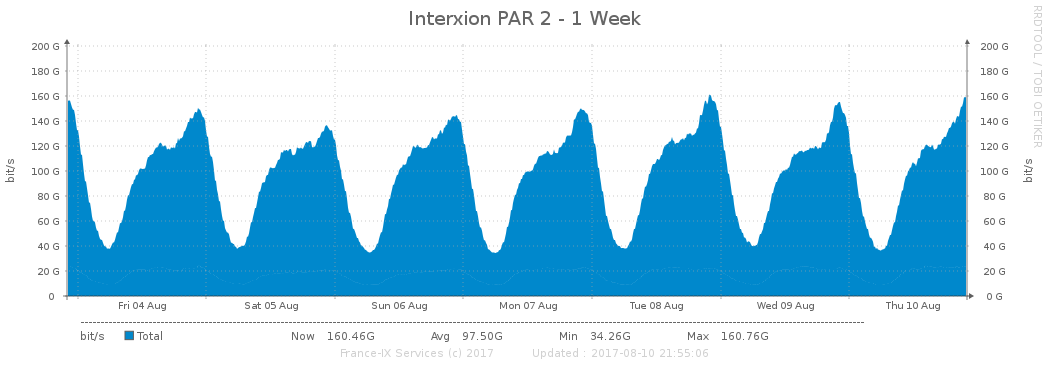 Interxion PAR 2 - 1 Week
RRDTOOL / TOBI OETIKER
200 G 200 G
180 G 180 G
160 G 160 G
140 G 140 G
120 G 120 G
100 G 100 G
80 G 80 G
60 G 60 G
40 G 40 G
20 G 20 G
0 0 G
bit/s bit/s
Fri 04 Aug Sat 05 Aug Sun 06 Aug Mon 07 Aug Tue 08 Aug Wed 09 Aug Thu 10 Aug
bit/s Total Now 160.46G Avg 97.50G Min 34.26G Max 160.76G
France-IX Services (c) 2017 Updated : 2017-08-10 21:55:06